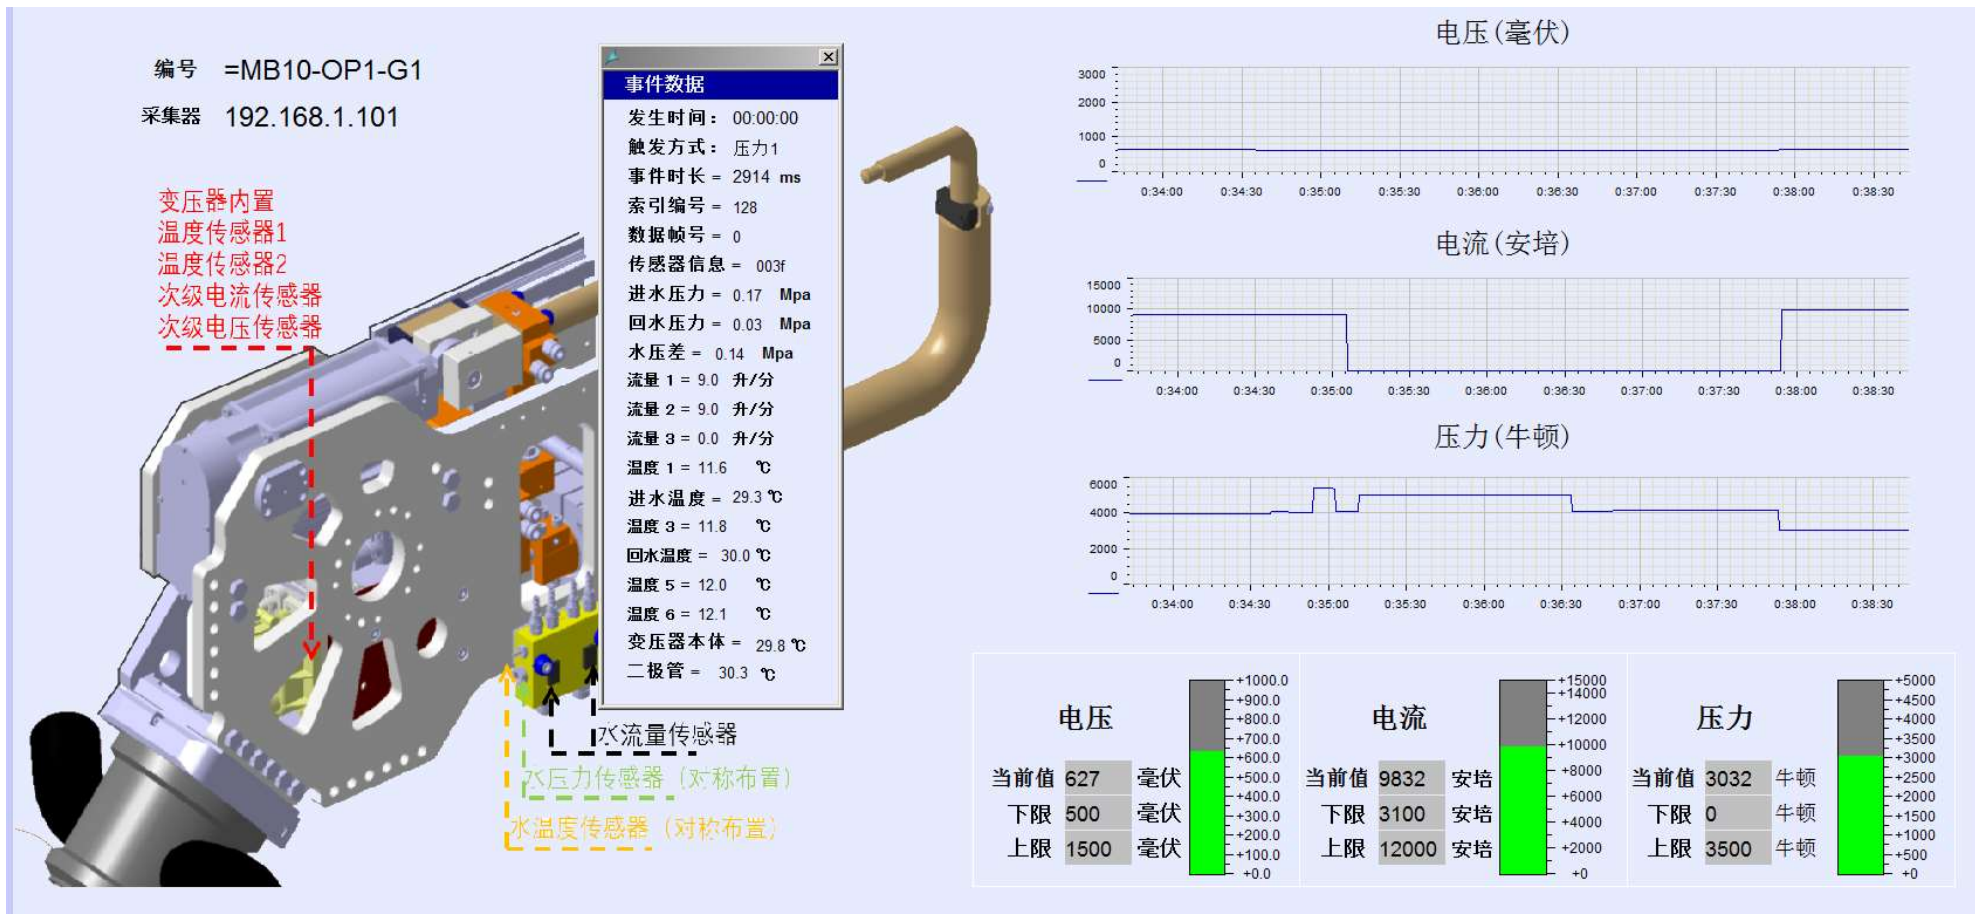 编号 =MB10-OP1-G1
采集器 192.168.1.101
变压器内置
温度传感器1
温度传感器2
次级电流传感器
次级电压传感器
事件数据
发生时间： 00:00:00
触发方式： 压力1
事件时长 = 2914 ms
索引编号 = 128
数据帧号 = 0
传感器信息 = 003f
进水压力 = 0.17 Mpa
回水压力 = 0.03 Mpa
水压差 = 0.14 Mpa
流量 1 = 9.0 升/分
流量 2 = 9.0 升/分
流量 3 = 0.0 升/分
温度 1 = 11.6 ℃
进水温度 = 29.3 ℃
温度 3 = 11.8 ℃
回水温度 = 30.0 ℃
温度 5 = 12.0 ℃
温度 6 = 12.1 ℃
变压器本体 = 29.8 ℃
二极管 = 30.3 ℃
水流量传感器
水压力传感器（对称布置）
水温度传感器（对称布置）
电压(毫伏)
3000
2000
1000
0
0:34:00 0:34:30 0:35:00 0:35:30 0:36:00 0:36:30 0:37:00 0:37:30 0:38:00 0:38:30
电流(安培)
15000
10000
5000
0
0:34:00 0:34:30 0:35:00 0:35:30 0:36:00 0:36:30 0:37:00 0:37:30 0:38:00 0:38:30
压力(牛顿)
6000
4000
2000
0
0:34:00 0:34:30 0:35:00 0:35:30 0:36:00 0:36:30 0:37:00 0:37:30 0:38:00 0:38:30
电压
当前值 627 毫伏
下限 500 毫伏
上限 1500 毫伏
+1000.0
+900.0
+800.0
+700.0
+600.0
+500.0
+400.0
+300.0
+200.0
+100.0
+0.0
电流
当前值 9832 安培
下限 3100 安培
上限 12000 安培
+15000
+14000
+12000
+10000
+8000
+6000
+4000
+2000
+0
压力
当前值 3032 牛顿
下限 0 牛顿
上限 3500 牛顿
+5000
+4500
+4000
+3500
+3000
+2500
+2000
+1500
+1000
+500
+0